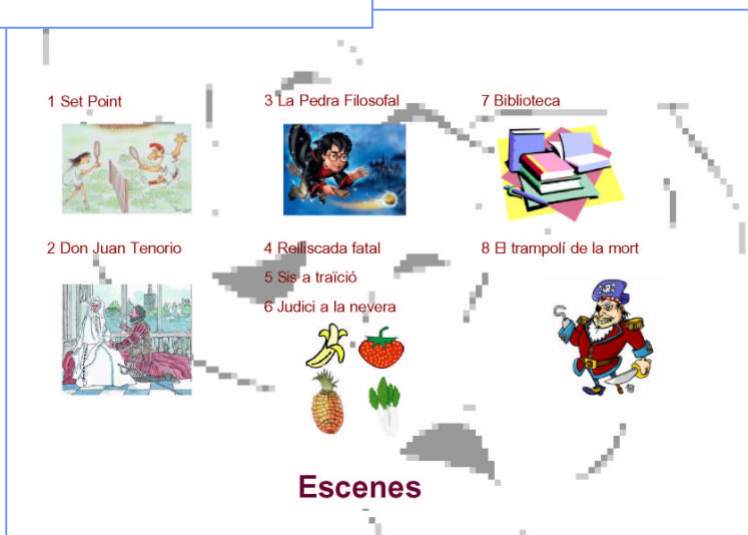 1 Set Point
2 Don Juan Tenorio
3 La Pedra Filosofal
4 Relliscada fatal
5 Sis a traïció
6 Judici a la nevera
7 Biblioteca
8 El trampolí de la mort
Escenes